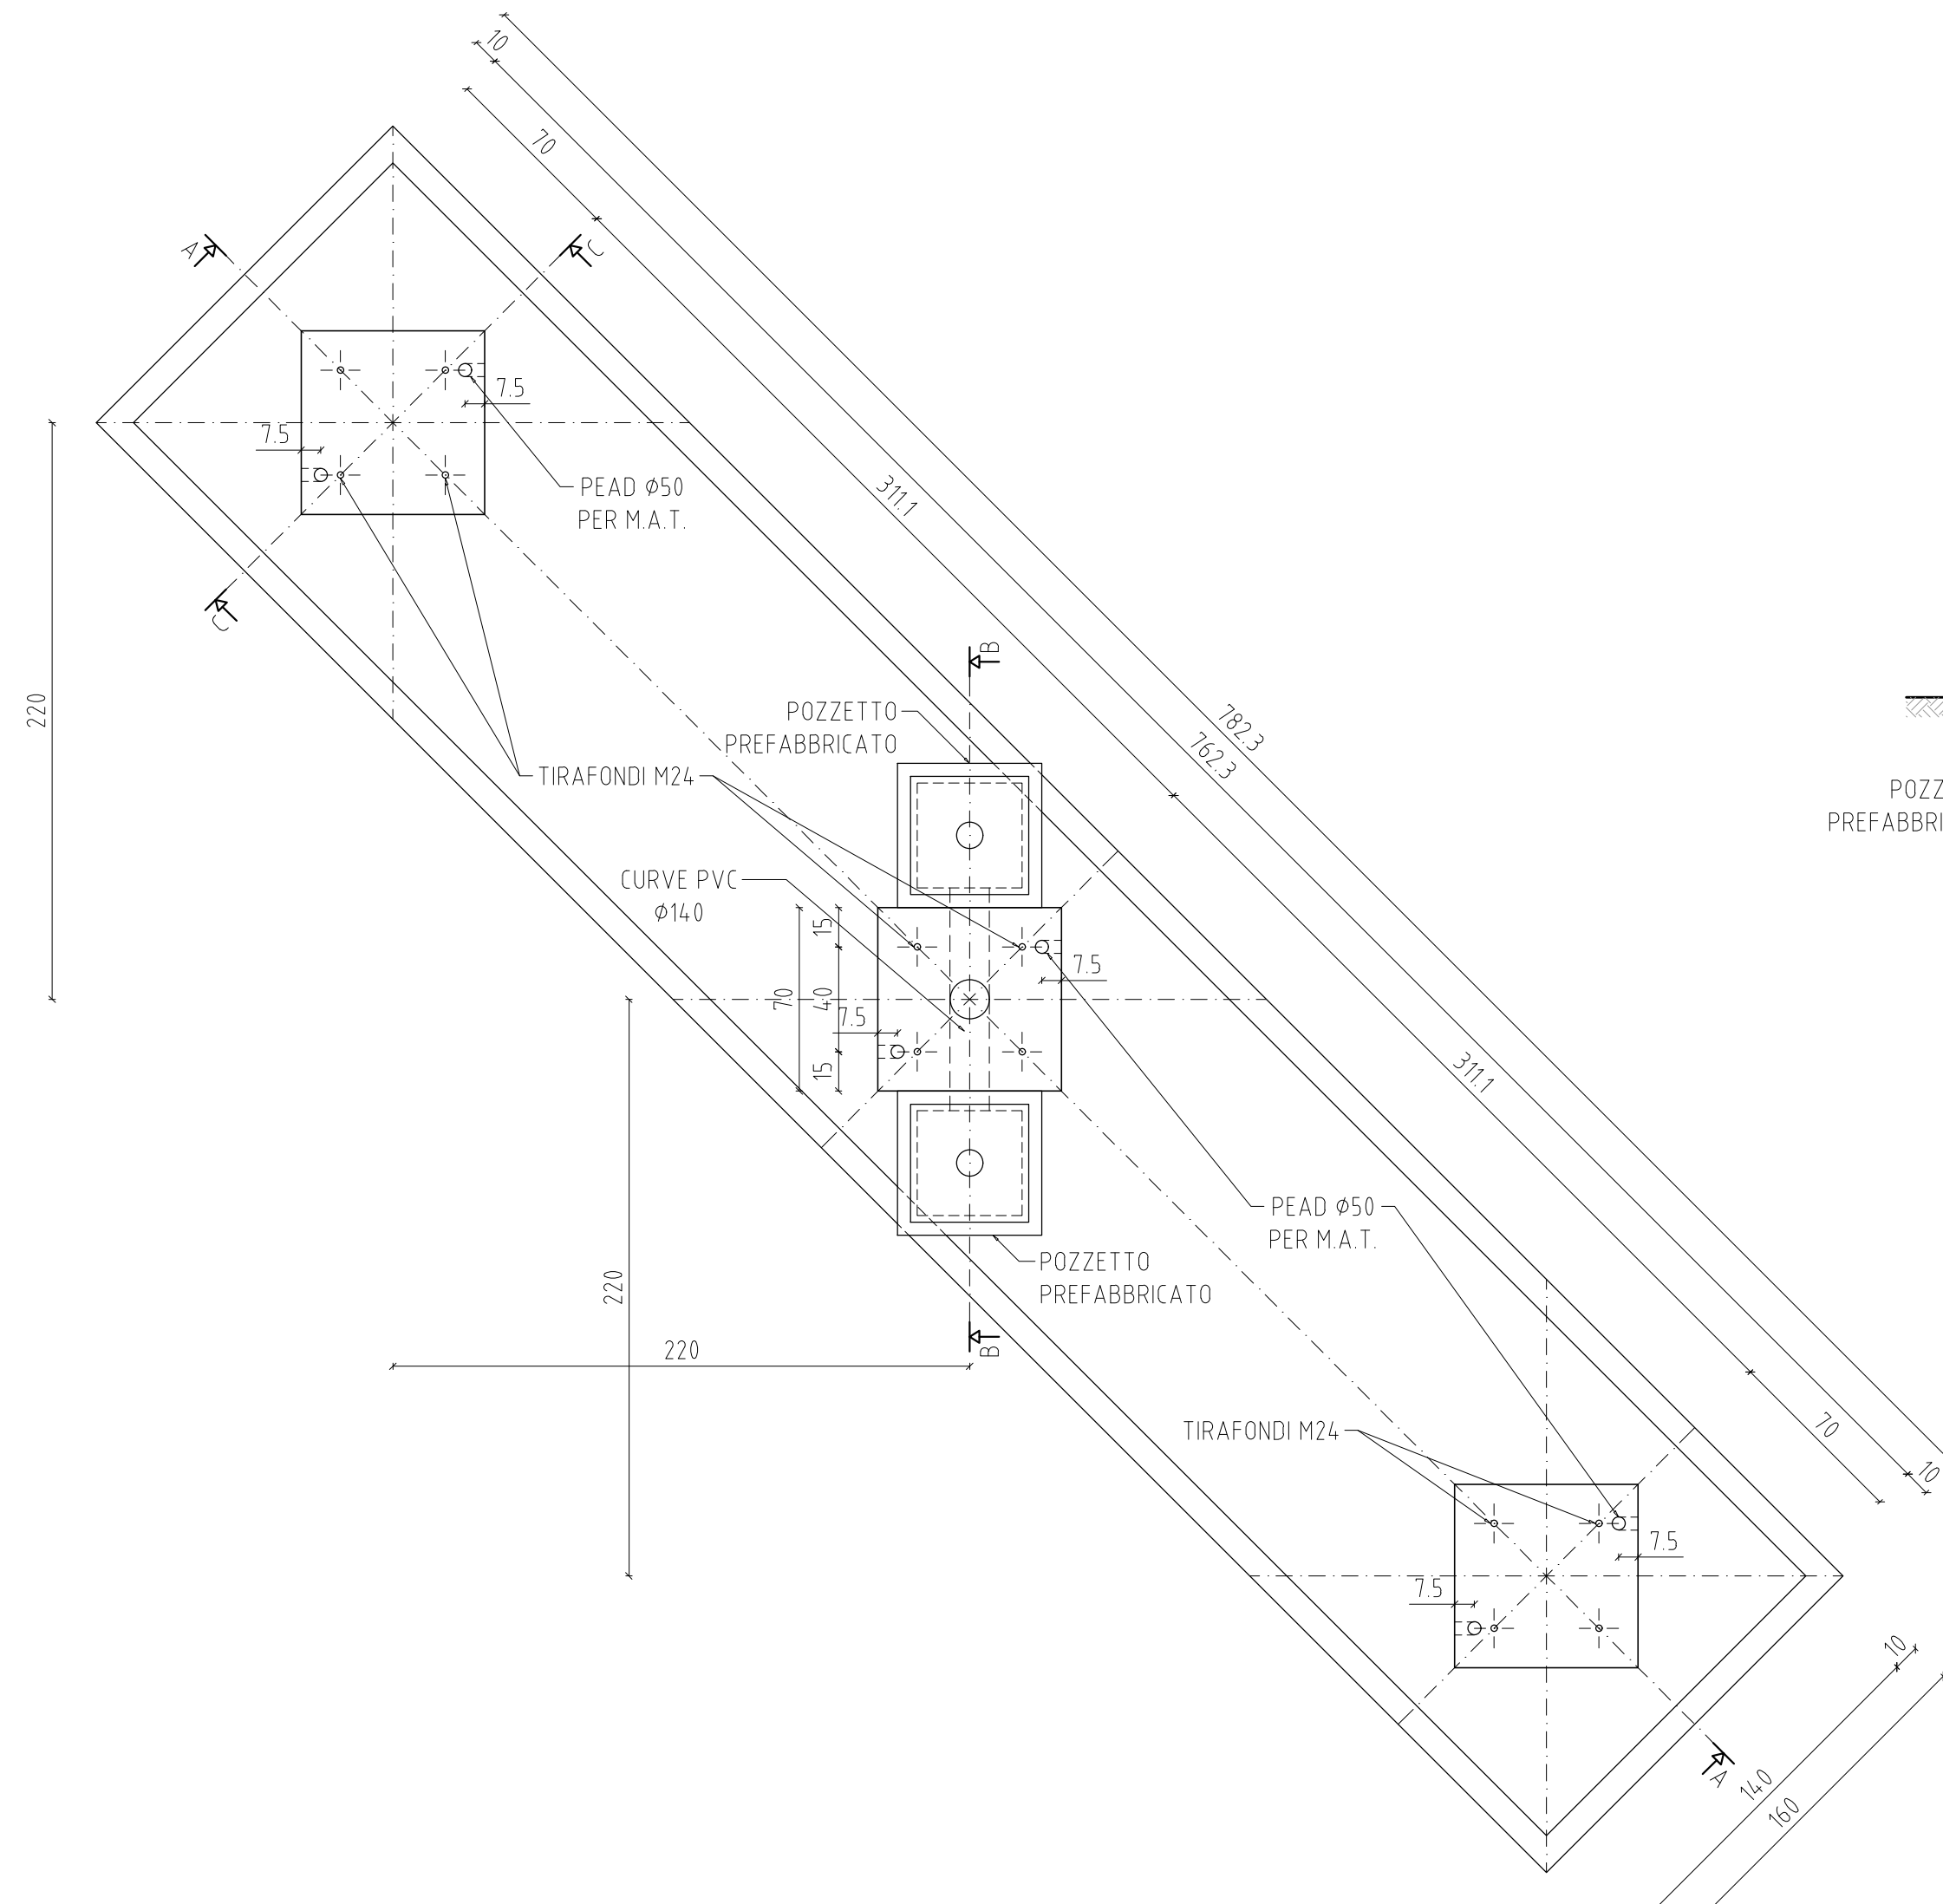 10
70
A
C
7.5
7.5
PEAD Ø50
PER M.A.T.
311.1
C
220
B
POZZETTO
PREFABBRICATO
782.3
762.3
TIRAFONDI M24
POZZ
PREFABBRI
CURVE PVC
Ø140
15
7.5
70
40
7.5
15
311.1
PEAD Ø50
PER M.A.T.
POZZETTO
PREFABBRICATO
220
220
B
TIRAFONDI M24
70
10
7.5
7.5
10
A
140
160